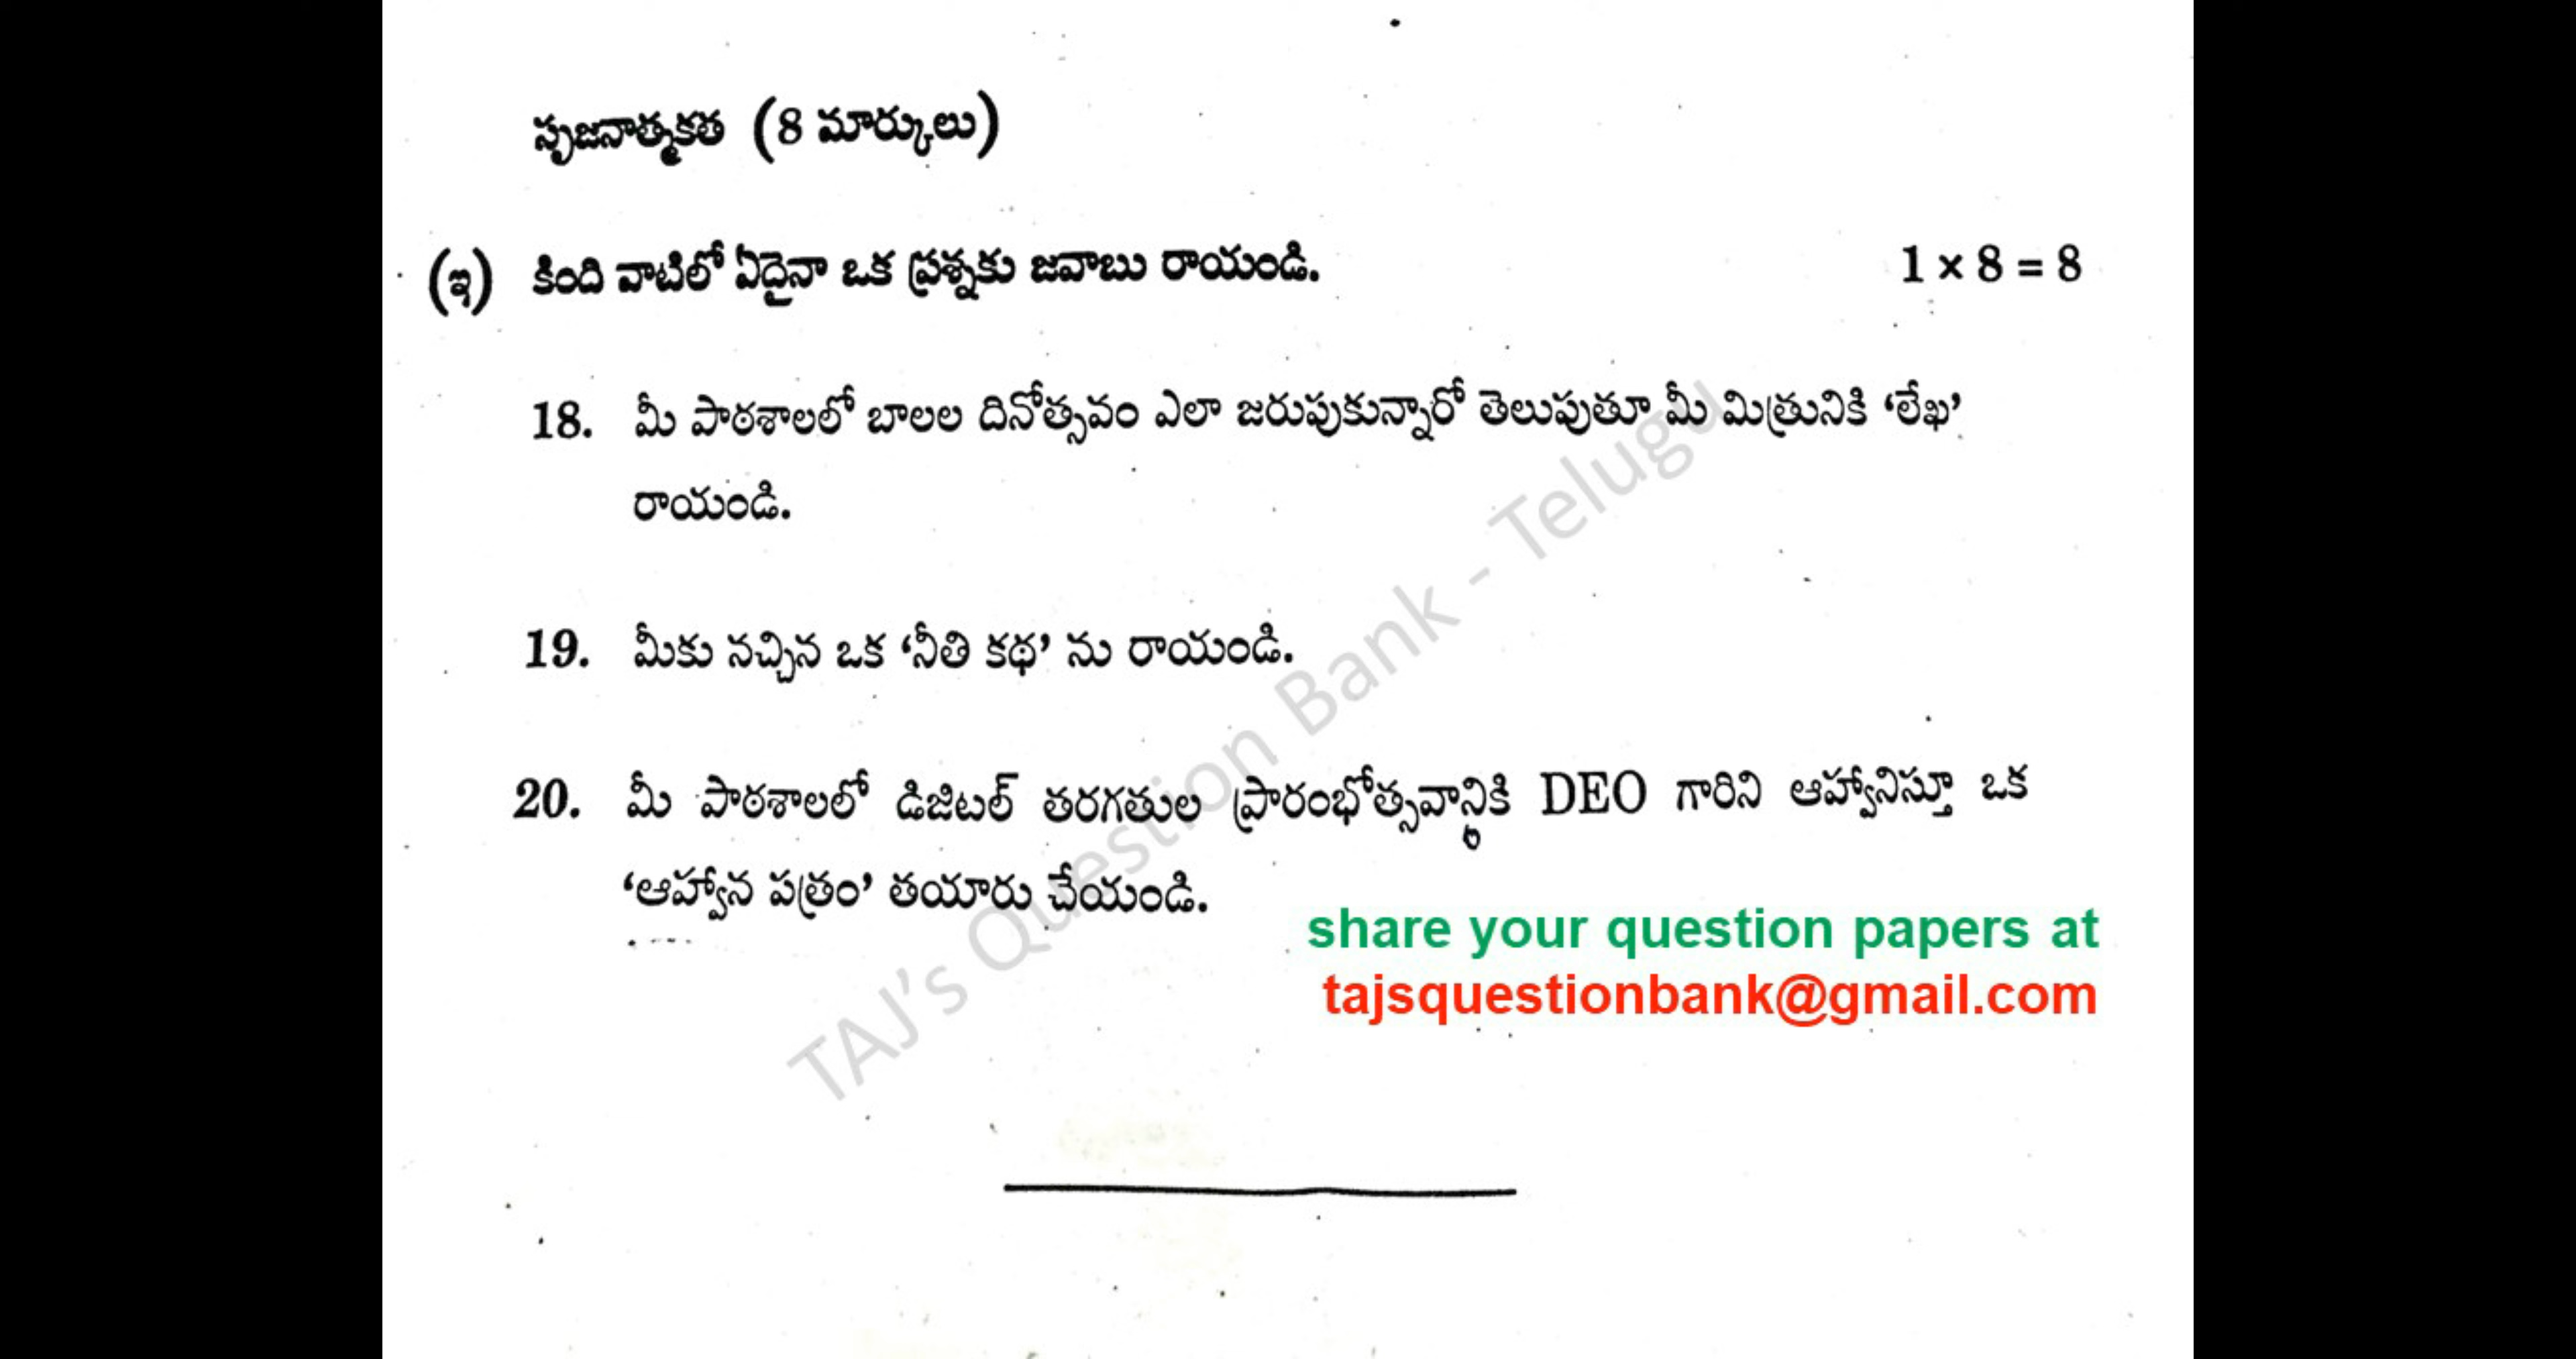 సృజనాత్మకత (8 మార్కులు)
(ఇ) కింది వాటిలో ఏదైనా ఒక ప్రశ్నకు జవాబు రాయండి. 1 × 8 = 8
18. మీ పాఠశాలలో బాలల దినోత్సవం ఎలా జరుపుకున్నారో తెలుపుతూ మీ మిత్రునికి ‘లేఖ’
రాయండి.
19. మీకు నచ్చిన ఒక ‘నీతి కథ’ ను రాయండి.
20. మీ పాఠశాలలో డిజిటల్ తరగతుల ప్రారంభోత్సవానికి DEO గారిని ఆహ్వానిస్తూ ఒక
‘ఆహ్వాన పత్రం’ తయారు చేయండి.
share your question papers at
tajsquestionbank@gmail.com
TAJ's Question Bank - Telugu